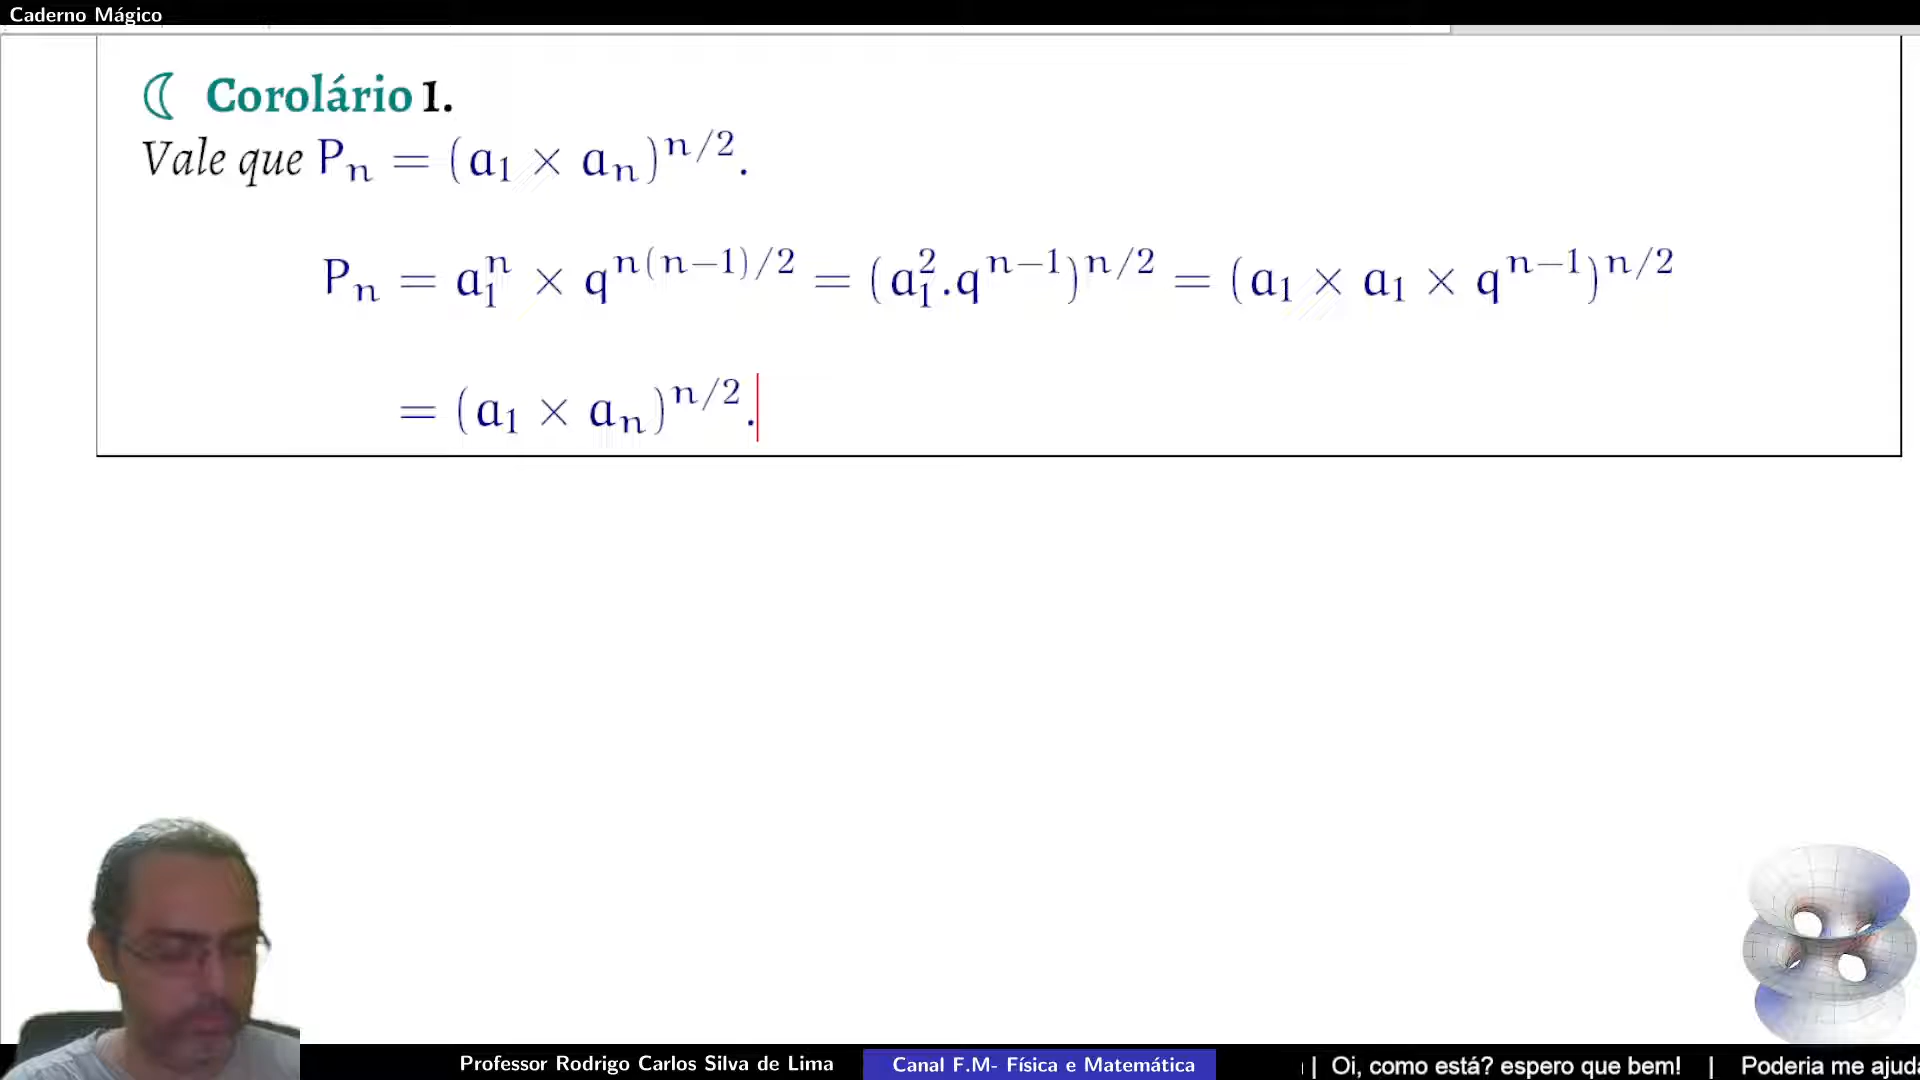 Caderno Mágico
Corolário 1.
Vale que Pₙ = (a₁ × aₙ)^{n/2}.
Pₙ = a₁ⁿ × q^{n(n−1)/2} = (a₁².q^{n−1})^{n/2} = (a₁ × a₁ × q^{n−1})^{n/2}
= (a₁ × aₙ)^{n/2}.
Professor Rodrigo Carlos Silva de Lima
Canal F.M- Física e Matemática
| Oi, como está? espero que bem! | Poderia me